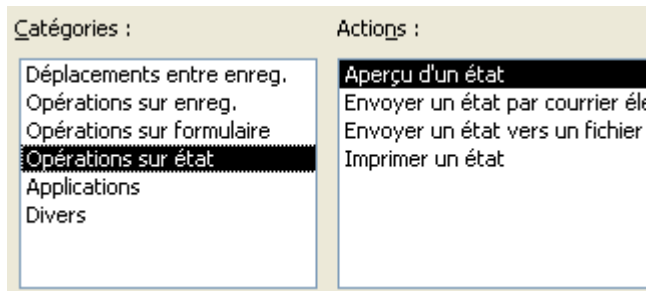 Catégories :
Déplacements entre enreg.
Opérations sur enreg.
Opérations sur formulaire
Opérations sur état
Applications
Divers
Actions :
Aperçu d'un état
Envoyer un état par courrier
Envoyer un état vers un fichier
Imprimer un état